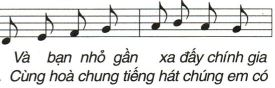 Và bạn nhỏ gần xa đấy chính gia
. Cùng hoà chung tiếng hát chúng em có